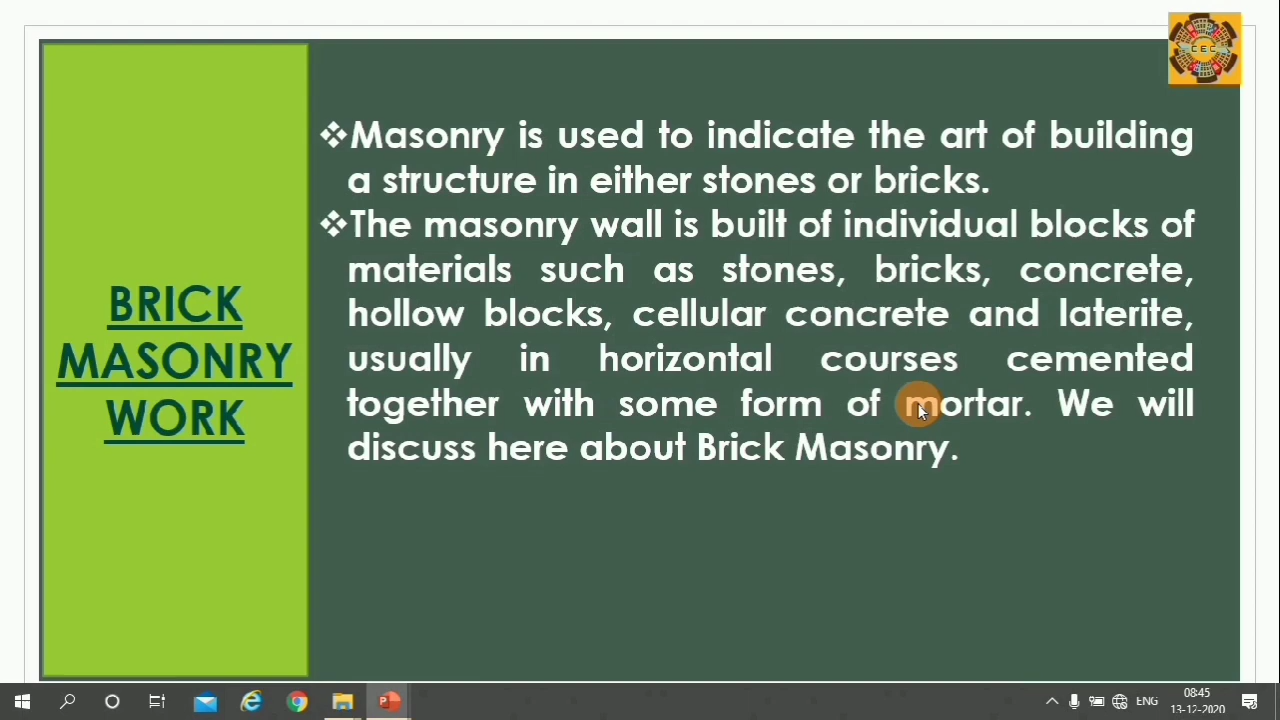 CEC
❖Masonry is used to indicate the art of building
a structure in either stones or bricks.
❖The masonry wall is built of individual blocks of
materials such as stones, bricks, concrete,
hollow blocks, cellular concrete and laterite,
usually in horizontal courses cemented
together with some form of mortar. We will
discuss here about Brick Masonry.
BRICK
MASONRY
WORK
ENG
08:45
13-12-2020